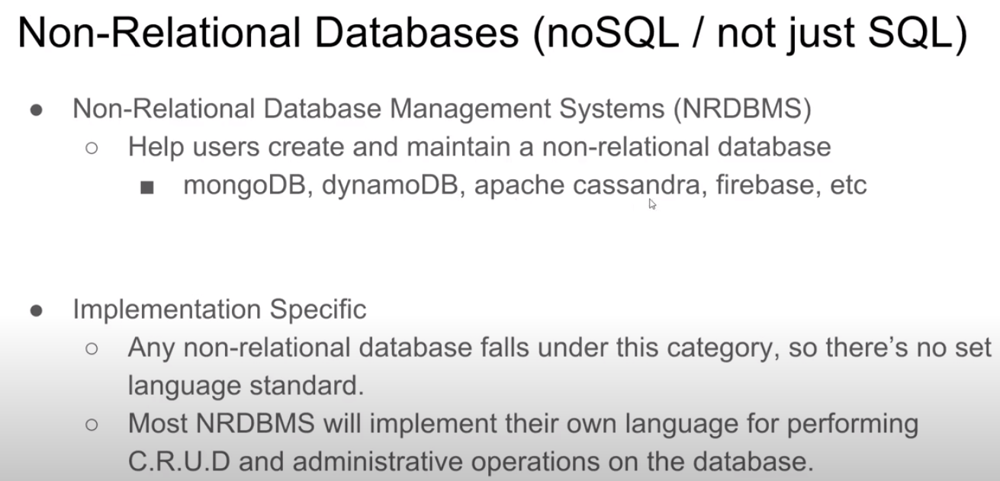 Non-Relational Databases (noSQL / not just SQL)
● Non-Relational Database Management Systems (NRDBMS)
○ Help users create and maintain a non-relational database
■ mongoDB, dynamoDB, apache cassandra, firebase, etc
● Implementation Specific
○ Any non-relational database falls under this category, so there's no set
language standard.
○ Most NRDBMS will implement their own language for performing
C.R.U.D and administrative operations on the database.